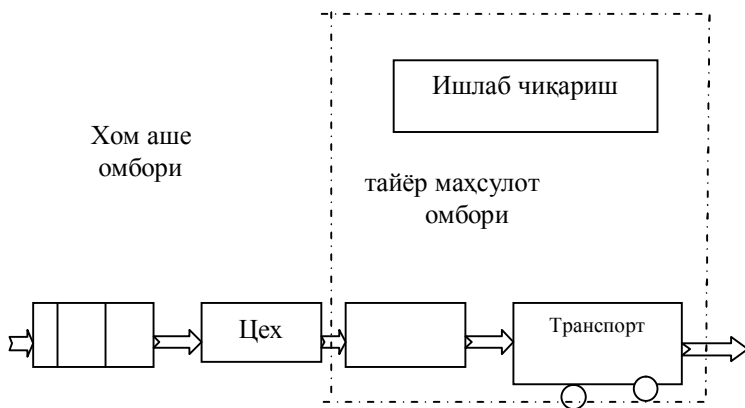 Ишлаб чиқариш
Хом аше
омбори
тайёр маҳсулот
омбори
Цех
Транспорт